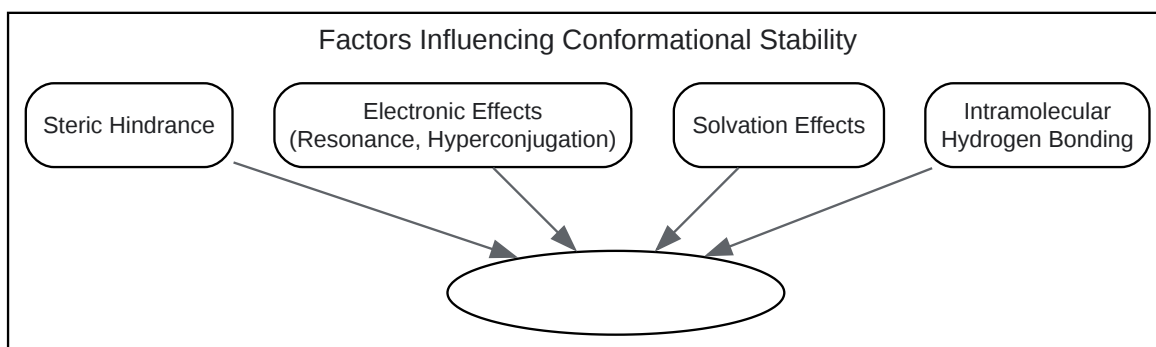 Factors Influencing Conformational Stability
Steric Hindrance
Electronic Effects
(Resonance, Hyperconjugation)
Solvation Effects
Intramolecular
Hydrogen Bonding